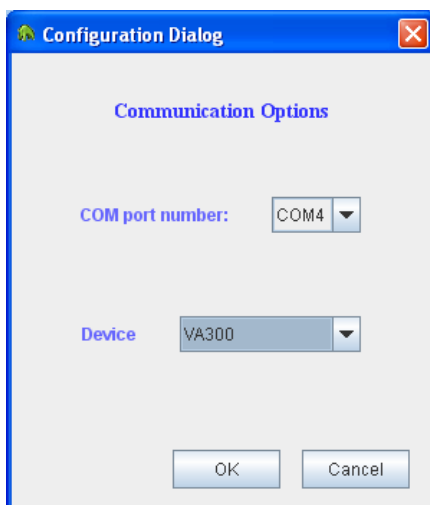 Configuration Dialog
Communication Options
COM port number: COM4
Device VA300
OK Cancel